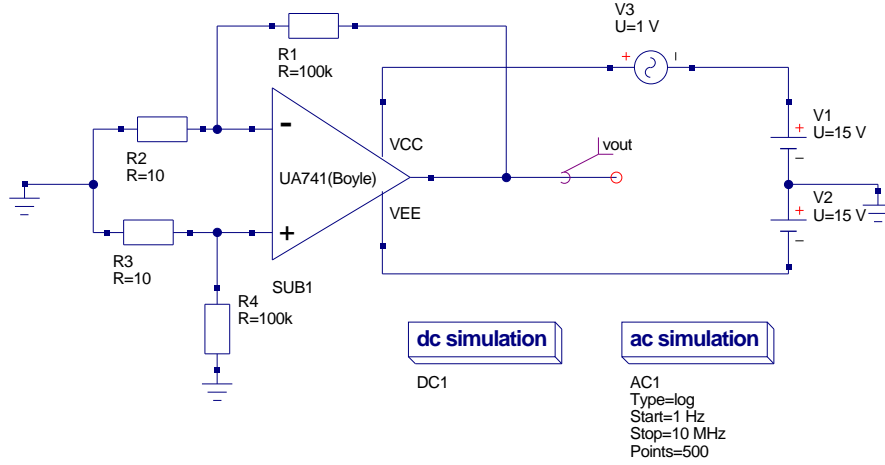 V3
U=1 V
R1
R=100k
V1
U=15 V
-
VCC
vout
R2
R=10
UA741(Boyle)
VEE
V2
U=15 V
+
R3
R=10
SUB1
R4
R=100k
dc simulation
DC1
ac simulation
AC1
Type=log
Start=1 Hz
Stop=10 MHz
Points=500